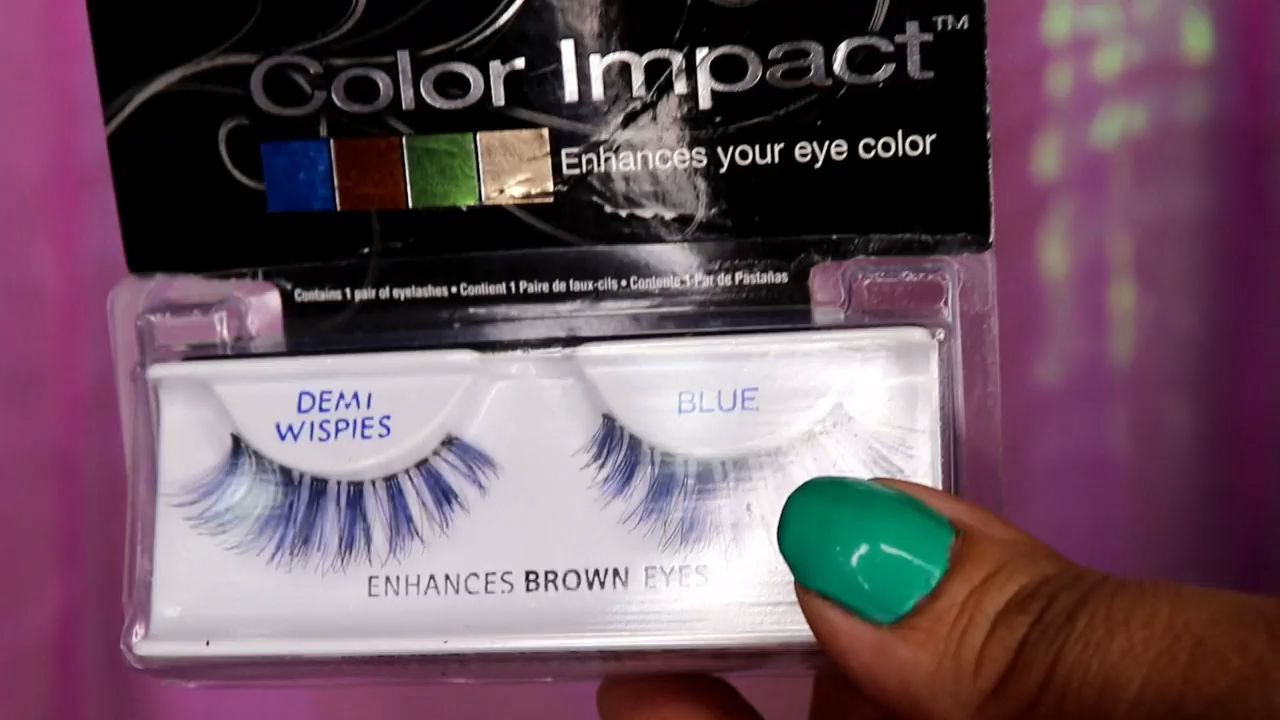 Color Impact™
Enhances your eye color
Contains 1 pair of eyelashes • Contient 1 Paire de faux-cils • Contents 1 Par de Pastañas
DEMI
WISPIES
BLUE
ENHANCES BROWN EYES